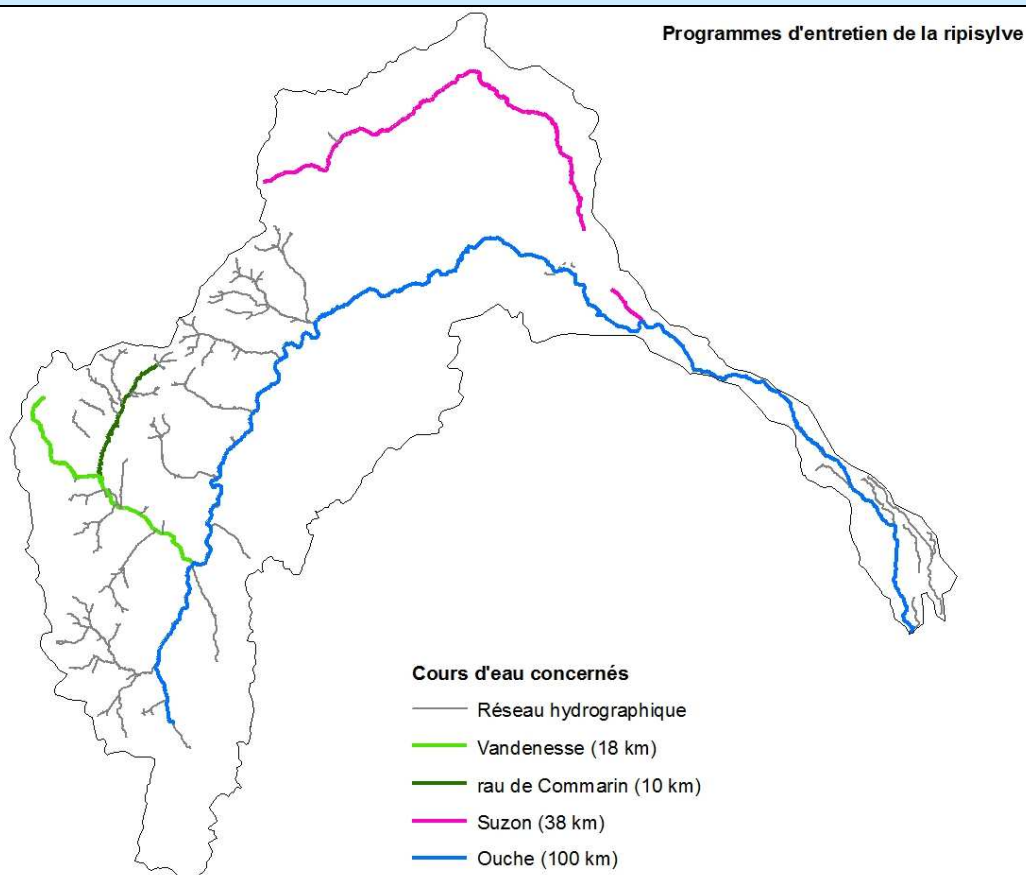 Programmes d'entretien de la ripisylve
Cours d'eau concernés
Réseau hydrographique
Vandenesse (18 km)
rau de Commarin (10 km)
Suzon (38 km)
Ouche (100 km)